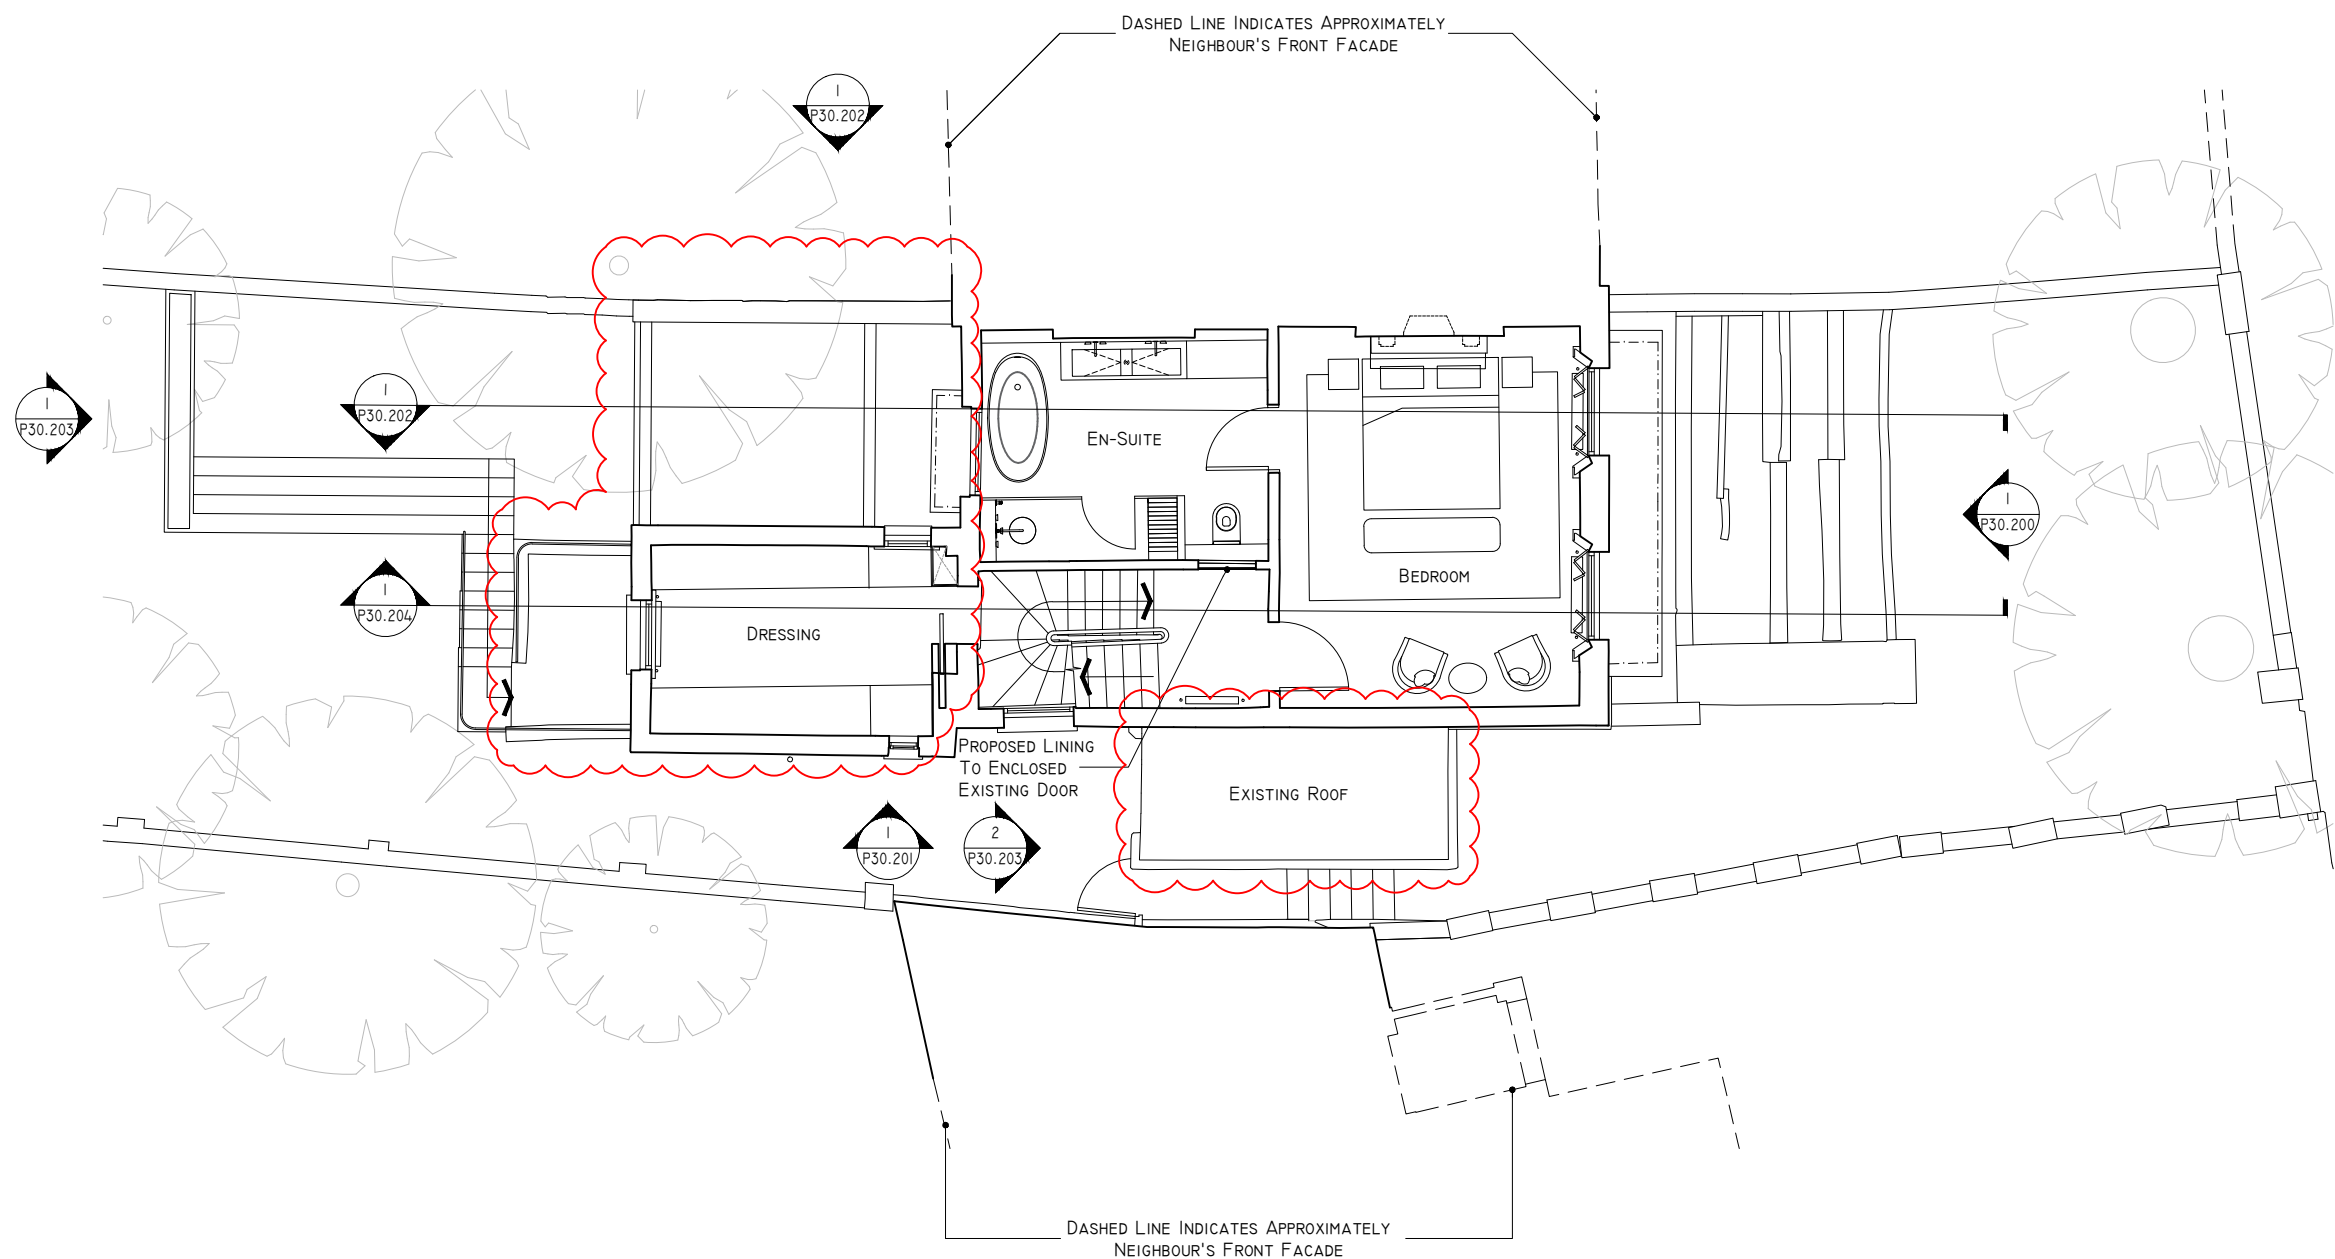 DASHED LINE INDICATES APPROXIMATELY
NEIGHBOUR'S FRONT FACADE
1
P30.202
1
P30.203
1
P30.202
EN-SUITE
1
P30.200
BEDROOM
1
P30.204
DRESSING
PROPOSED LINING
TO ENCLOSED
EXISTING DOOR
EXISTING ROOF
1
P30.201
2
P30.203
DASHED LINE INDICATES APPROXIMATELY
NEIGHBOUR'S FRONT FACADE